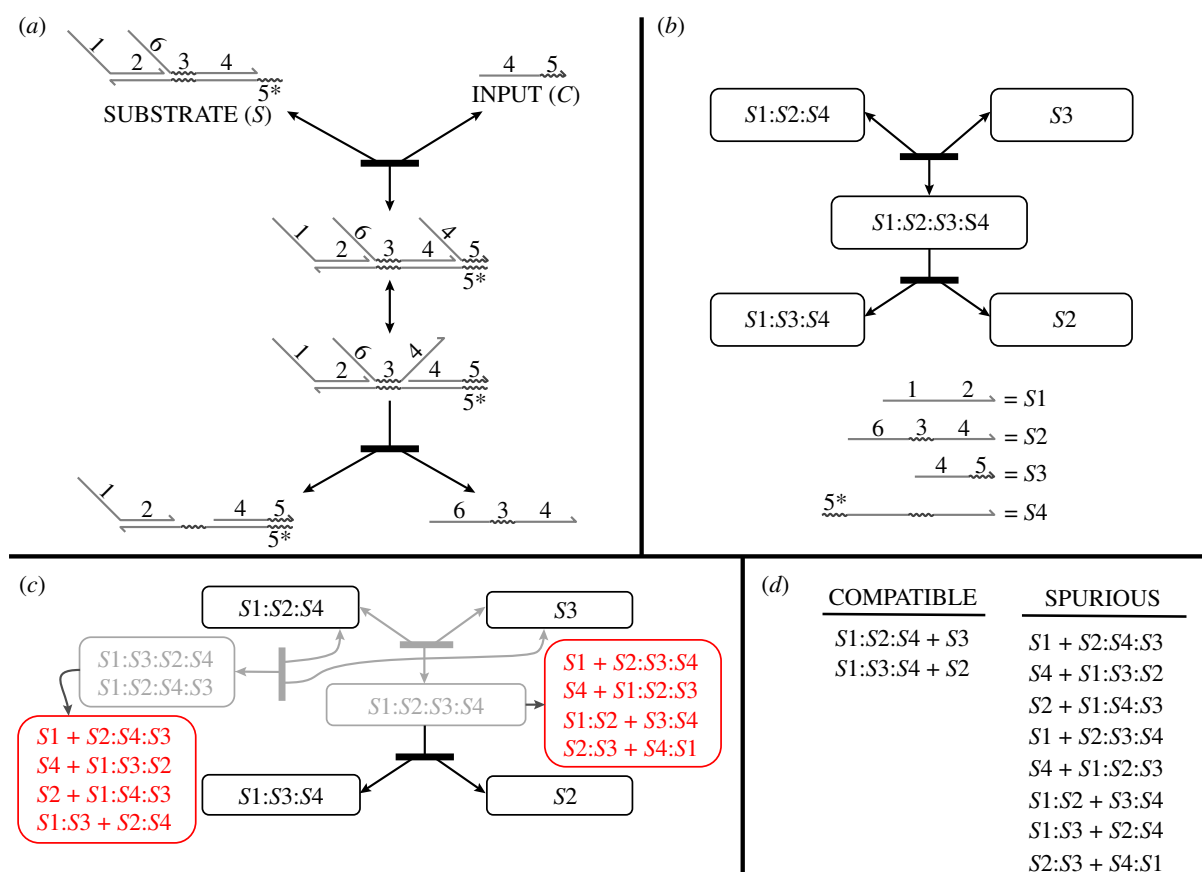 (a)
1 6
2 3 4
5*
SUBSTRATE (S)
4 5
INPUT (C)
1 6 4
2 3 4 5
5*
1 6 4
2 3 4 5
5*
1
2 4 5
5*
6 3 4
(b)
S1:S2:S4
S3
S1:S2:S3:S4
S1:S3:S4
S2
1 2 = S1
6 3 4 = S2
4 5 = S3
5* = S4
(c)
S1:S2:S4
S3
S1:S3:S2:S4
S1:S2:S4:S3
S1:S2:S3:S4
S1 + S2:S3:S4
S4 + S1:S2:S3
S1:S2 + S3:S4
S2:S3 + S4:S1
S1 + S2:S4:S3
S4 + S1:S3:S2
S2 + S1:S4:S3
S1:S3 + S2:S4
S1:S3:S4
S2
(d)
COMPATIBLE
S1:S2:S4 + S3
S1:S3:S4 + S2
SPURIOUS
S1 + S2:S4:S3
S4 + S1:S3:S2
S2 + S1:S4:S3
S1 + S2:S3:S4
S4 + S1:S2:S3
S1:S2 + S3:S4
S1:S3 + S2:S4
S2:S3 + S4:S1